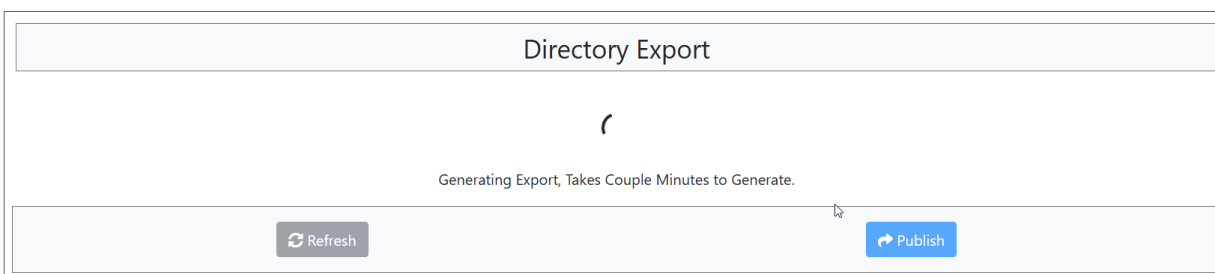 Directory Export
Generating Export, Takes Couple Minutes to Generate.
Refresh
Publish